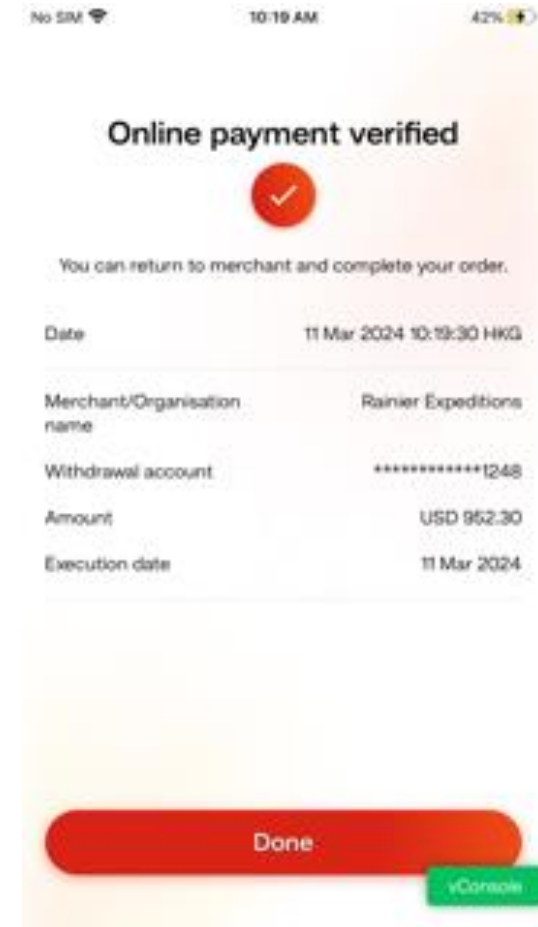 No SIM 10:19 AM 42%
Online payment verified
You can return to merchant and complete your order.
Date 11 Mar 2024 10:19:30 HKG
Merchant/Organisation name Rainier Expeditions
Withdrawal account ************1248
Amount USD 952.30
Execution date 11 Mar 2024
Done
vConsole